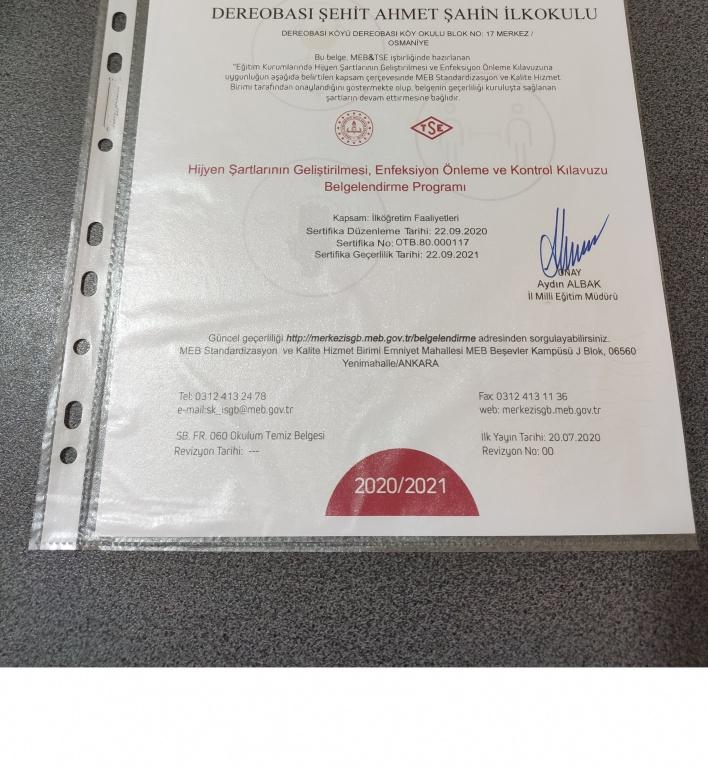 DEREOBASI ŞEHİT AHMET ŞAHİN İLKOKULU
DEREOBASI KÖYÜ DEREOBASI KÖY OKULU BLOK NO: 17 MERKEZ /
OSMANİYE
Bu belge, MEB&TSE işbirliğinde hazırlanan
"Eğitim Kurumlarında Hijyen Şartlarının Geliştirilmesi ve Enfeksiyon Önleme Kılavuzuna
uygunluğun aşağıda belirtilen kapsam çerçevesinde MEB Standardizasyon ve Kalite Hizmet
Birimi tarafından onaylandığını göstermekte olup, belgenin geçerliliği kuruluşta sağlanan
şartların devam ettirmesine bağlıdır.
TSE
Hijyen Şartlarının Geliştirilmesi, Enfeksiyon Önleme ve Kontrol Kılavuzu
Belgelendirme Programı
Kapsam: İlköğretim Faaliyetleri
Sertifika Düzenleme Tarihi: 22.09.2020
Sertifika No: OTB.80.000117
Sertifika Geçerlilik Tarihi: 22.09.2021
ONAY
Aydın ALBAK
İl Milli Eğitim Müdürü
Güncel geçerliliği http://merkezisgb.meb.gov.tr/belgelendirme adresinden sorgulayabilirsiniz.
MEB Standardizasyon ve Kalite Hizmet Birimi Emniyet Mahallesi MEB Beşevler Kampüsü J Blok, 06560
Yenimahalle/ANKARA
Tel: 0312 413 24 78
e-mail:sk_isgb@meb.gov.tr
Fax: 0312 413 11 36
web: merkezisgb.meb.gov.tr
SB. FR. 060 Okulum Temiz Belgesi
Revizyon Tarihi: ---
İlk Yayın Tarihi: 20.07.2020
Revizyon No: 00
2020/2021